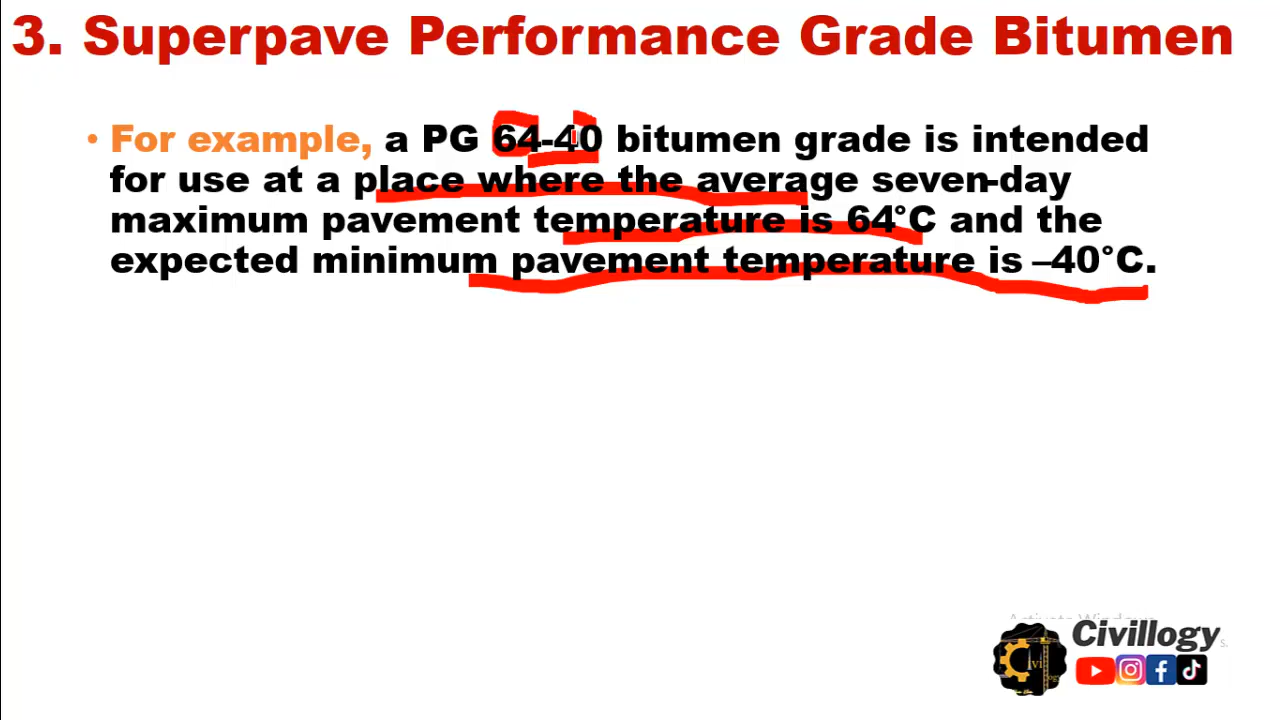 3. Superpave Performance Grade Bitumen
• For example, a PG 64-40 bitumen grade is intended
for use at a place where the average seven-day
maximum pavement temperature is 64°C and the
expected minimum pavement temperature is –40°C.
Civillogy